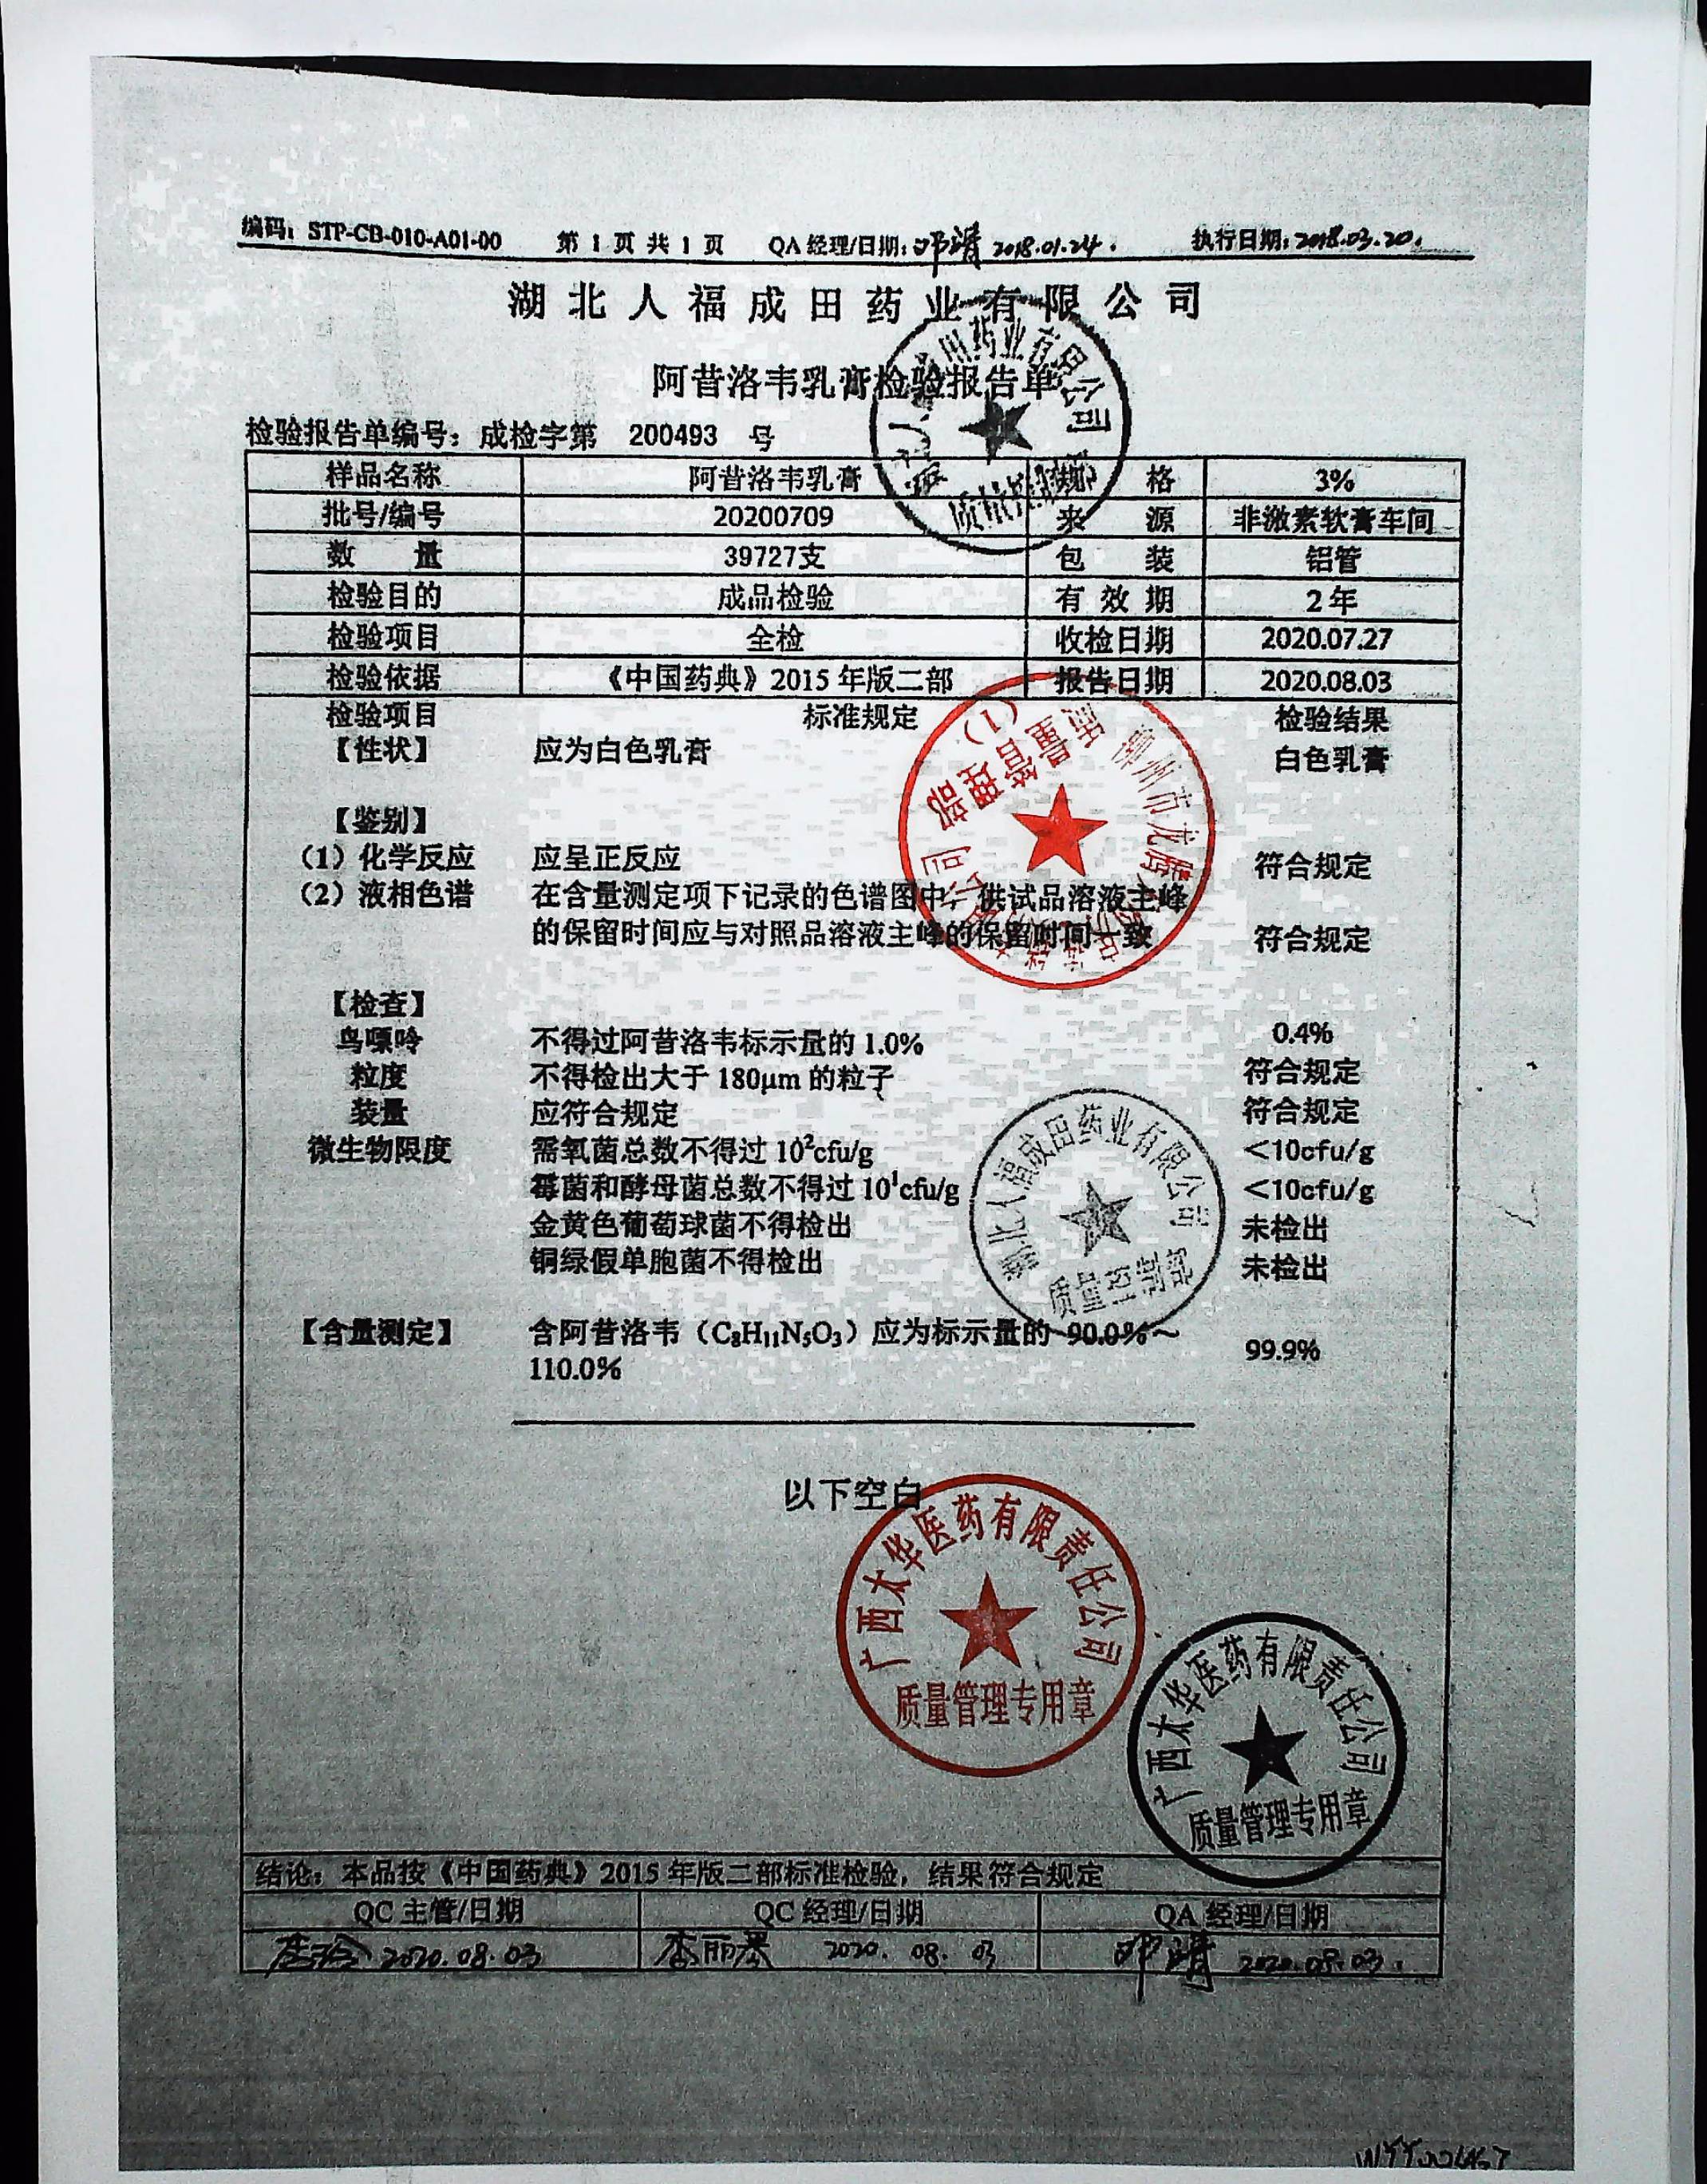 编码：STP-CB-010-A01-00 第 1 页 共 1 页 QA 经理/日期：邓靖 2018.01.24. 执行日期：2018.03.20.
湖北人福成田药业有限公司
阿昔洛韦乳膏检验报告单
检验报告单编号：成检字第 200493 号
样品名称 阿昔洛韦乳膏 规 格 3%
批号/编号 20200709 来 源 非激素软膏车间
数 量 39727支 包 装 铝管
检验目的 成品检验 有 效 期 2 年
检验项目 全检 收检日期 2020.07.27
检验依据 《中国药典》2015 年版二部 报告日期 2020.08.03
检验项目 标准规定 检验结果
【性状】 应为白色乳膏 白色乳膏
【鉴别】
（1）化学反应 应呈正反应 符合规定
（2）液相色谱 在含量测定项下记录的色谱图中，供试品溶液主峰
的保留时间应与对照品溶液主峰的保留时间一致 符合规定
【检查】
鸟嘌呤 不得过阿昔洛韦标示量的 1.0% 0.4%
粒度 不得检出大于 180μm 的粒子 符合规定
装量 应符合规定 符合规定
微生物限度 需氧菌总数不得过 10²cfu/g <10cfu/g
霉菌和酵母菌总数不得过 10¹cfu/g <10cfu/g
金黄色葡萄球菌不得检出 未检出
铜绿假单胞菌不得检出 未检出
【含量测定】 含阿昔洛韦（C₈H₁₁N₅O₃）应为标示量的 90.0%～
110.0% 99.9%
以下空白
湖北人福成田药业有限公司
质量控制部
广西太华医药有限责任公司
质量管理专用章
广西太华医药有限责任公司
质量管理专用章
结论：本品按《中国药典》2015 年版二部标准检验，结果符合规定
QC 主管/日期 QC 经理/日期 QA 经理/日期
2020.08.03 李丽景 2020.08.03 邓靖 2020.08.03.